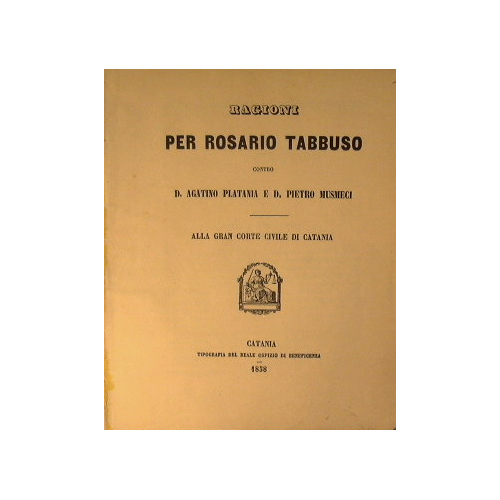 RAGIONI
PER ROSARIO TABBUSO
CONTRO
D. AGATINO PLATANIA E D. PIETRO MUSMECI
ALLA GRAN CORTE CIVILE DI CATANIA
CATANIA
TIPOGRAFIA DEL REALE OSPIZIO DI BENEFICENZA
1858